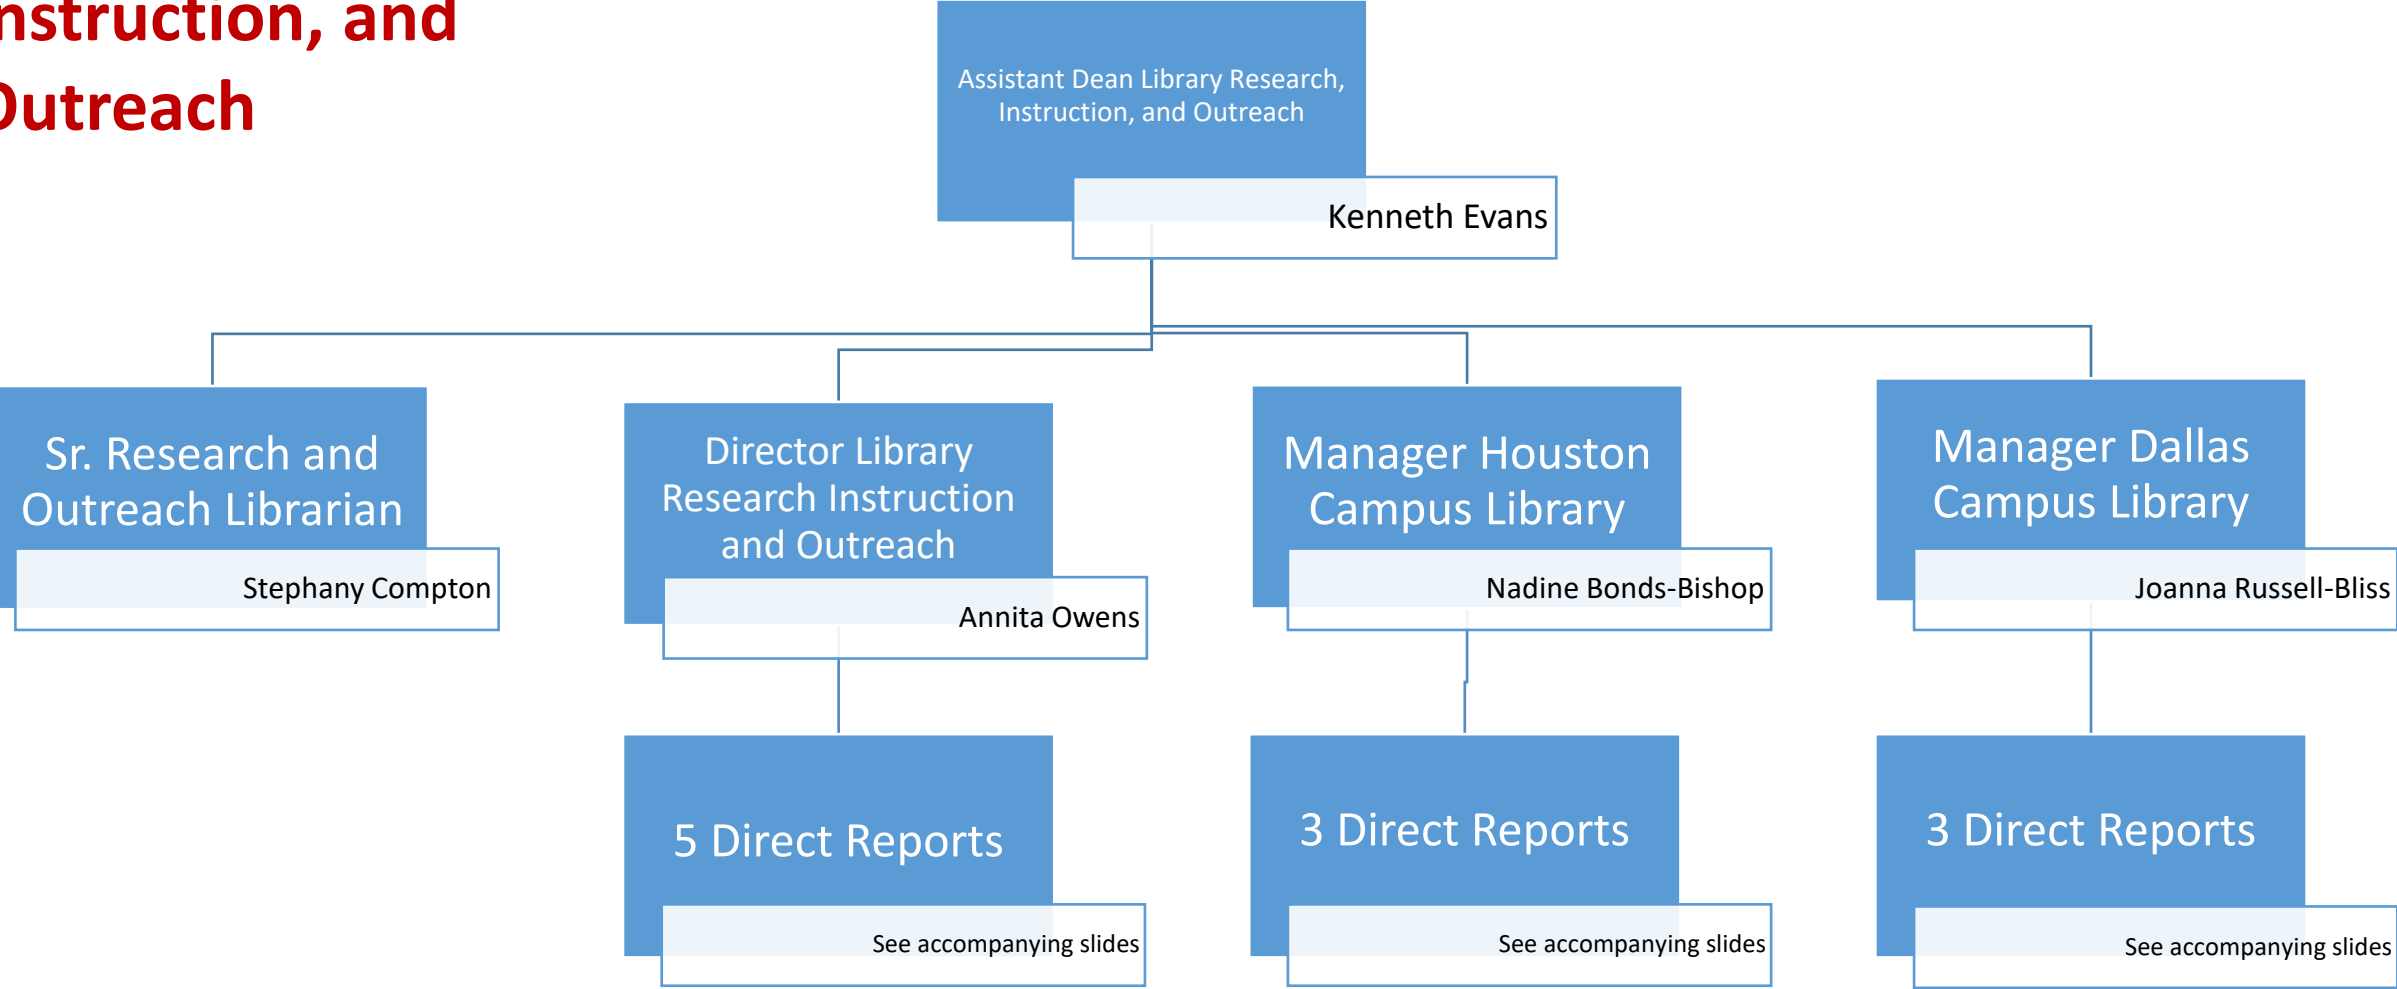 nstruction, and
Outreach
Assistant Dean Library Research,
Instruction, and Outreach
Kenneth Evans
Sr. Research and
Outreach Librarian
Stephany Compton
Director Library
Research Instruction
and Outreach
Annita Owens
Manager Houston
Campus Library
Nadine Bonds-Bishop
Manager Dallas
Campus Library
Joanna Russell-Bliss
5 Direct Reports
See accompanying slides
3 Direct Reports
See accompanying slides
3 Direct Reports
See accompanying slides